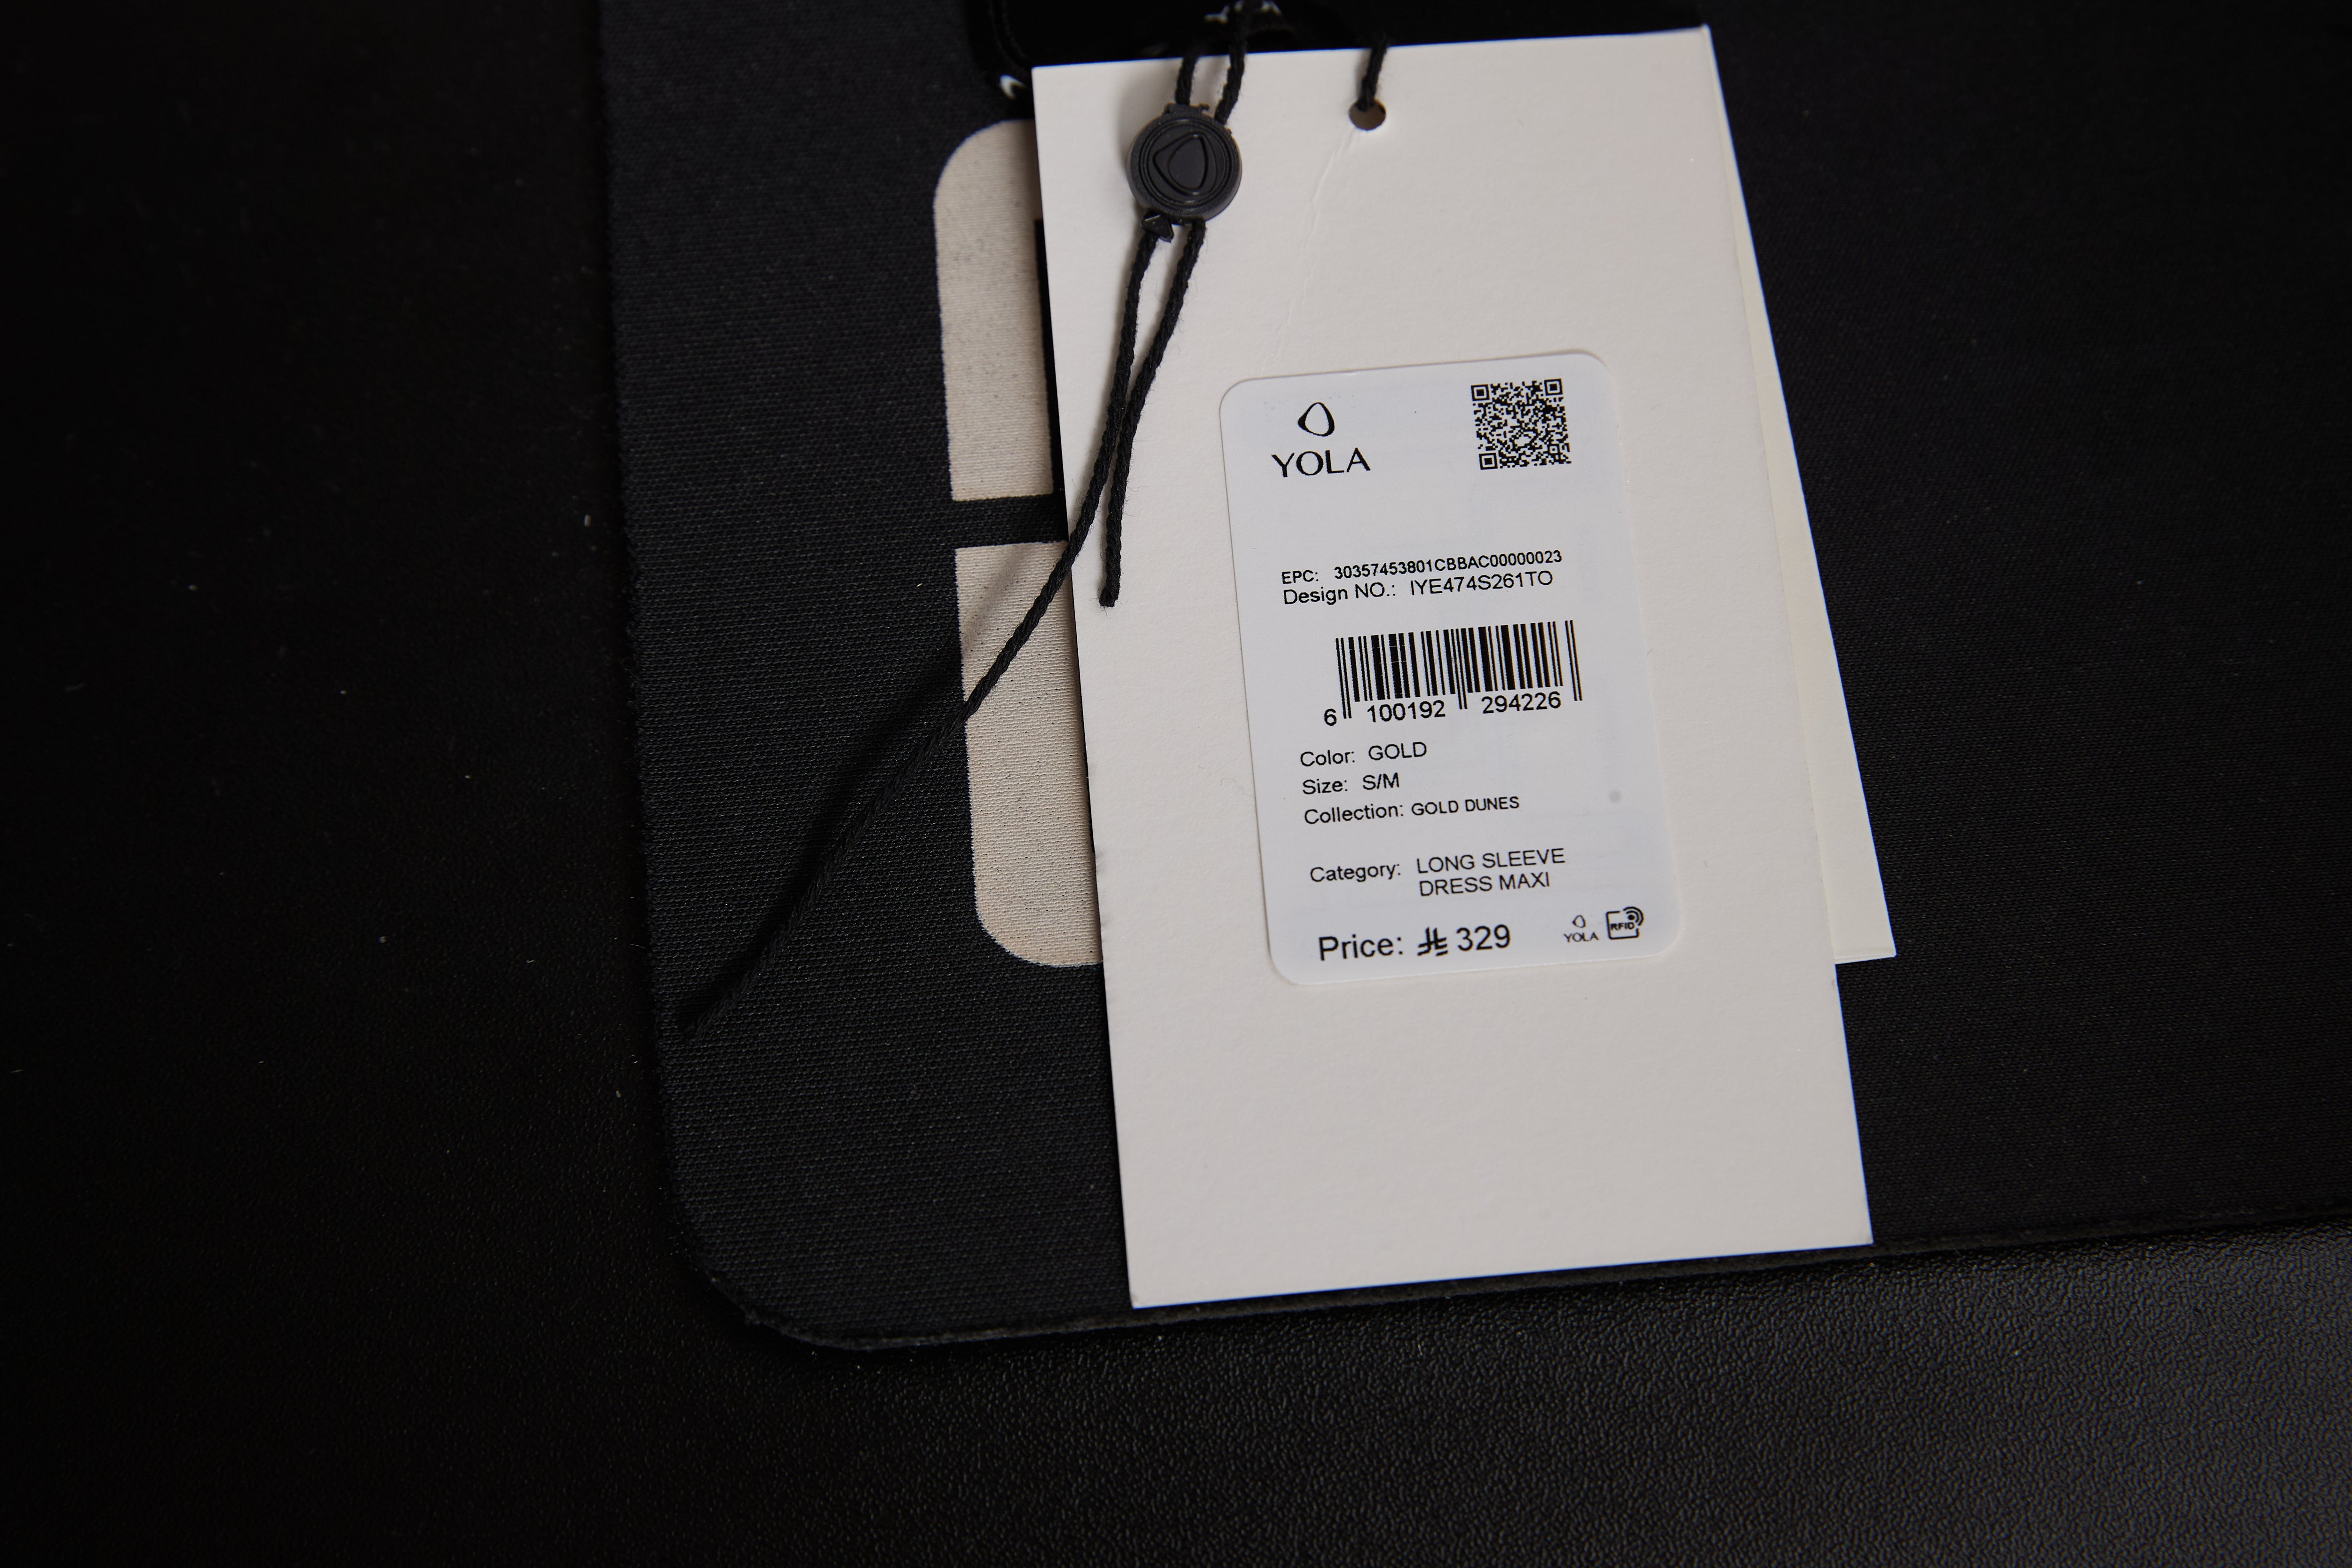 YOLA
EPC: 30357453801CBBAC00000023
Design NO.: IYE474S261TO
6 100192 294226
Color: GOLD
Size: S/M
Collection: GOLD DUNES
Category: LONG SLEEVE
DRESS MAXI
Price: ⃁ 329
YOLA
RFID